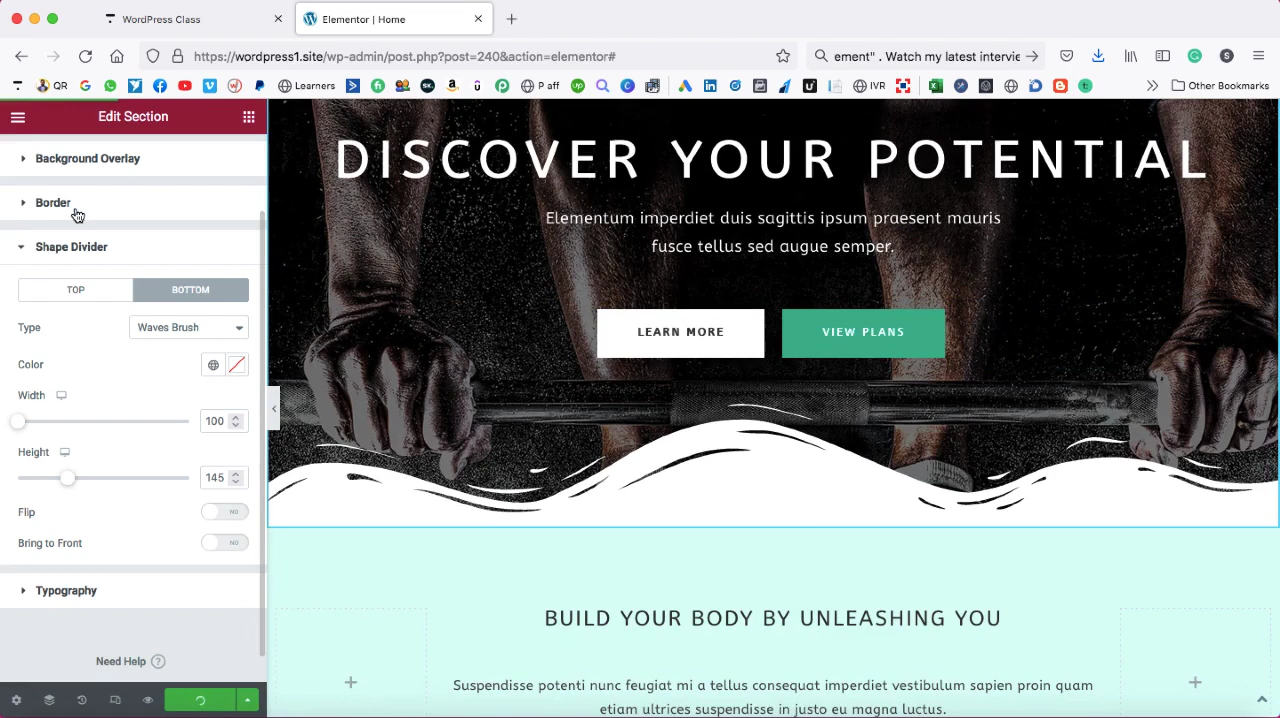 WordPress Class
Elementor | Home
https://wordpress1.site/wp-admin/post.php?post=240&action=elementor#
ement" . Watch my latest intervie
QR
Learners
P aff
IVR
Other Bookmarks
Edit Section
Background Overlay
Border
Shape Divider
TOP
BOTTOM
Type
Waves Brush
Color
Width
100
Height
145
Flip
NO
Bring to Front
NO
Typography
Need Help
DISCOVER YOUR POTENTIAL
Elementum imperdiet duis sagittis ipsum praesent mauris
fusce tellus sed augue semper.
LEARN MORE
VIEW PLANS
BUILD YOUR BODY BY UNLEASHING YOU
Suspendisse potenti nunc feugiat mi a tellus consequat imperdiet vestibulum sapien proin quam
etiam ultrices suspendisse in justo eu magna luctus.